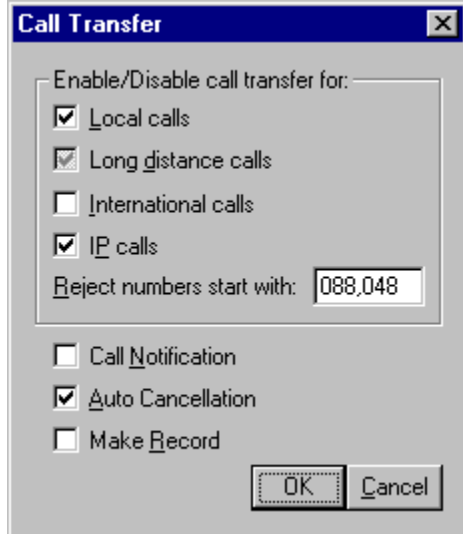 Call Transfer
Enable/Disable call transfer for:
Local calls
Long distance calls
International calls
IP calls
Reject numbers start with: 088,048
Call Notification
Auto Cancellation
Make Record
OK Cancel